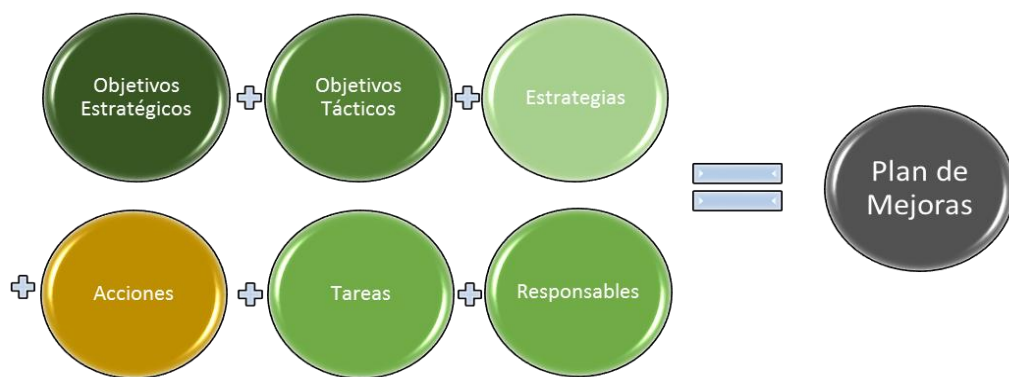 Objetivos
Estratégicos
Objetivos
Tácticos
Estrategias
Plan de
Mejoras
Acciones
Tareas
Responsables